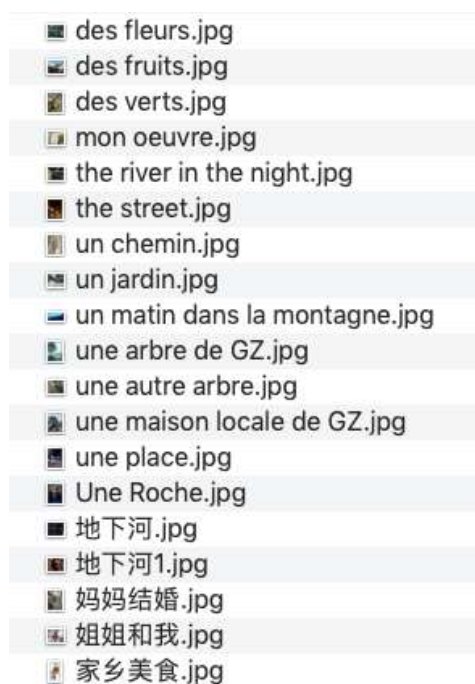 des fleurs.jpg
des fruits.jpg
des verts.jpg
mon oeuvre.jpg
the river in the night.jpg
the street.jpg
un chemin.jpg
un jardin.jpg
un matin dans la montagne.jpg
une arbre de GZ.jpg
une autre arbre.jpg
une maison locale de GZ.jpg
une place.jpg
Une Roche.jpg
地下河.jpg
地下河1.jpg
妈妈结婚.jpg
姐姐和我.jpg
家乡美食.jpg